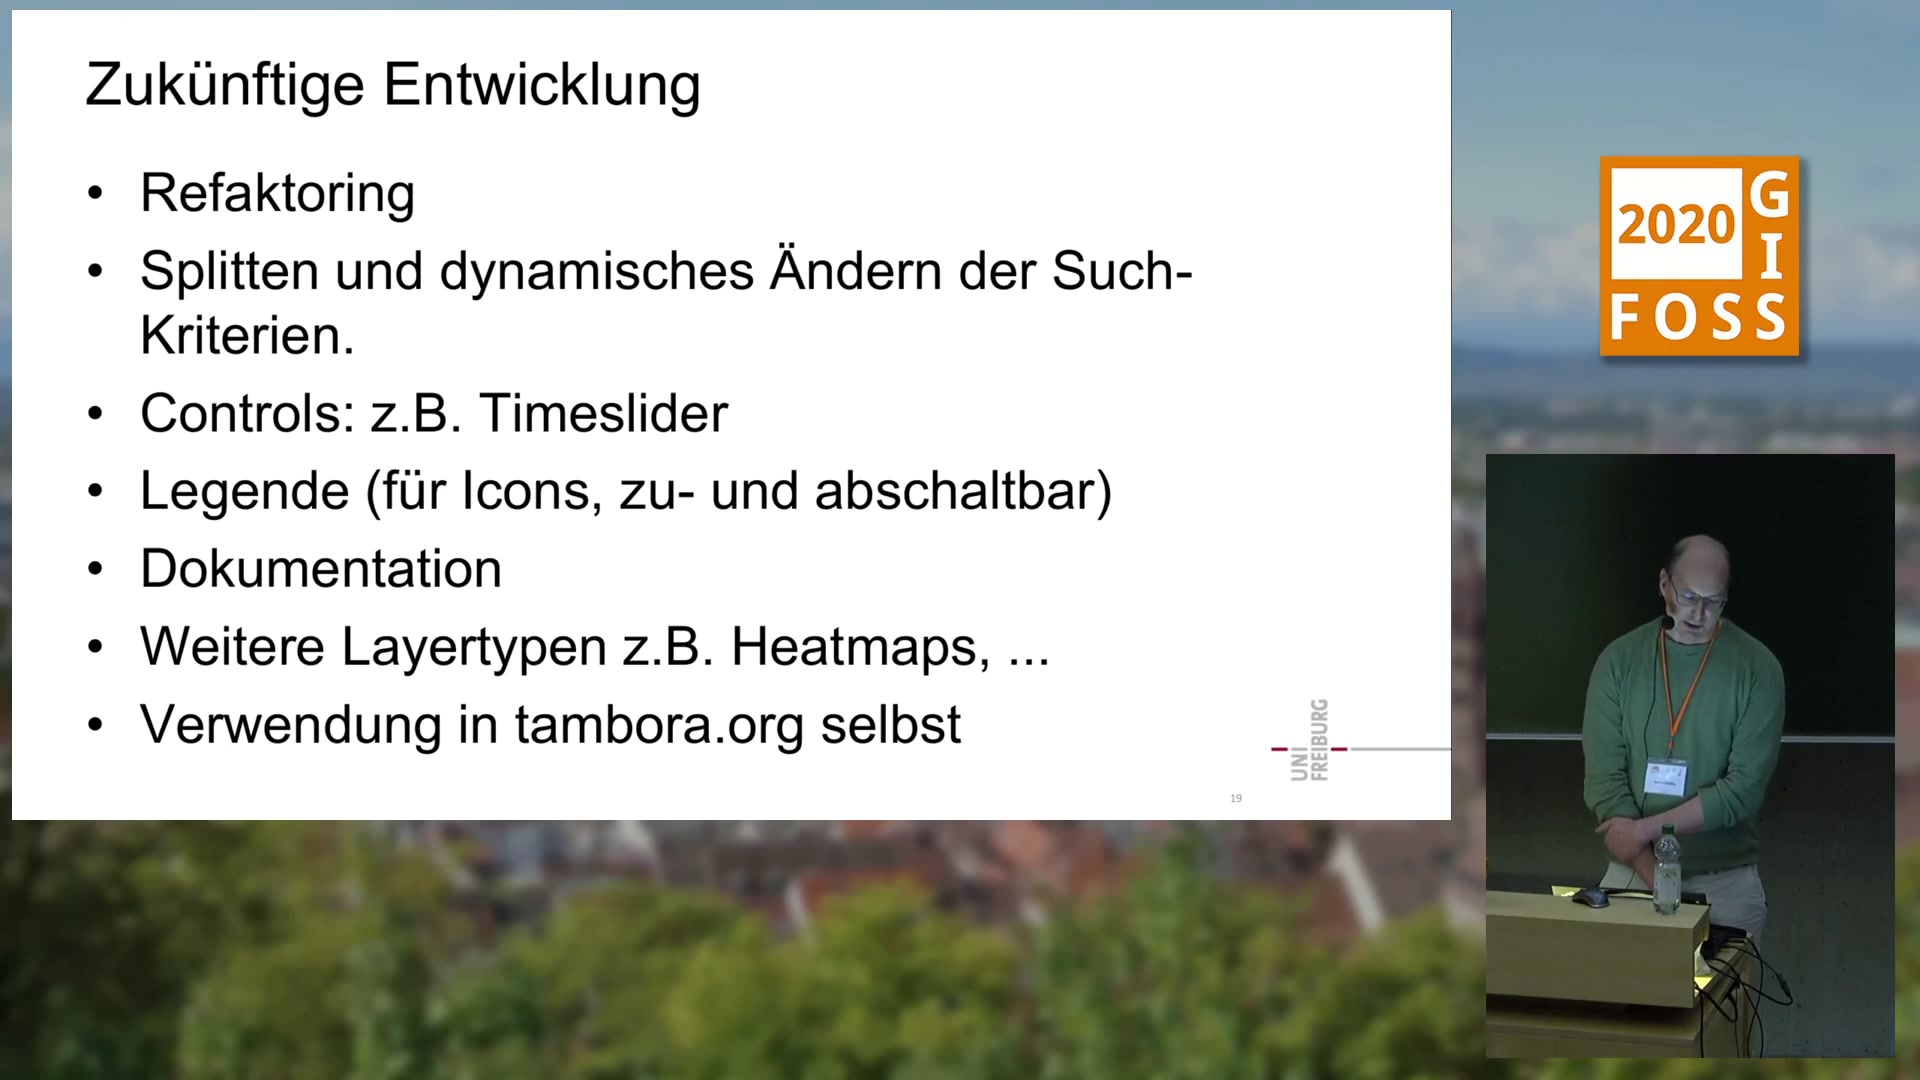 Zukünftige Entwicklung
• Refaktoring
• Splitten und dynamisches Ändern der Such-
Kriterien.
• Controls: z.B. Timeslider
• Legende (für Icons, zu- und abschaltbar)
• Dokumentation
• Weitere Layertypen z.B. Heatmaps, ...
• Verwendung in tambora.org selbst
UNI
FREIBURG
19
2020
GIS
FOSS